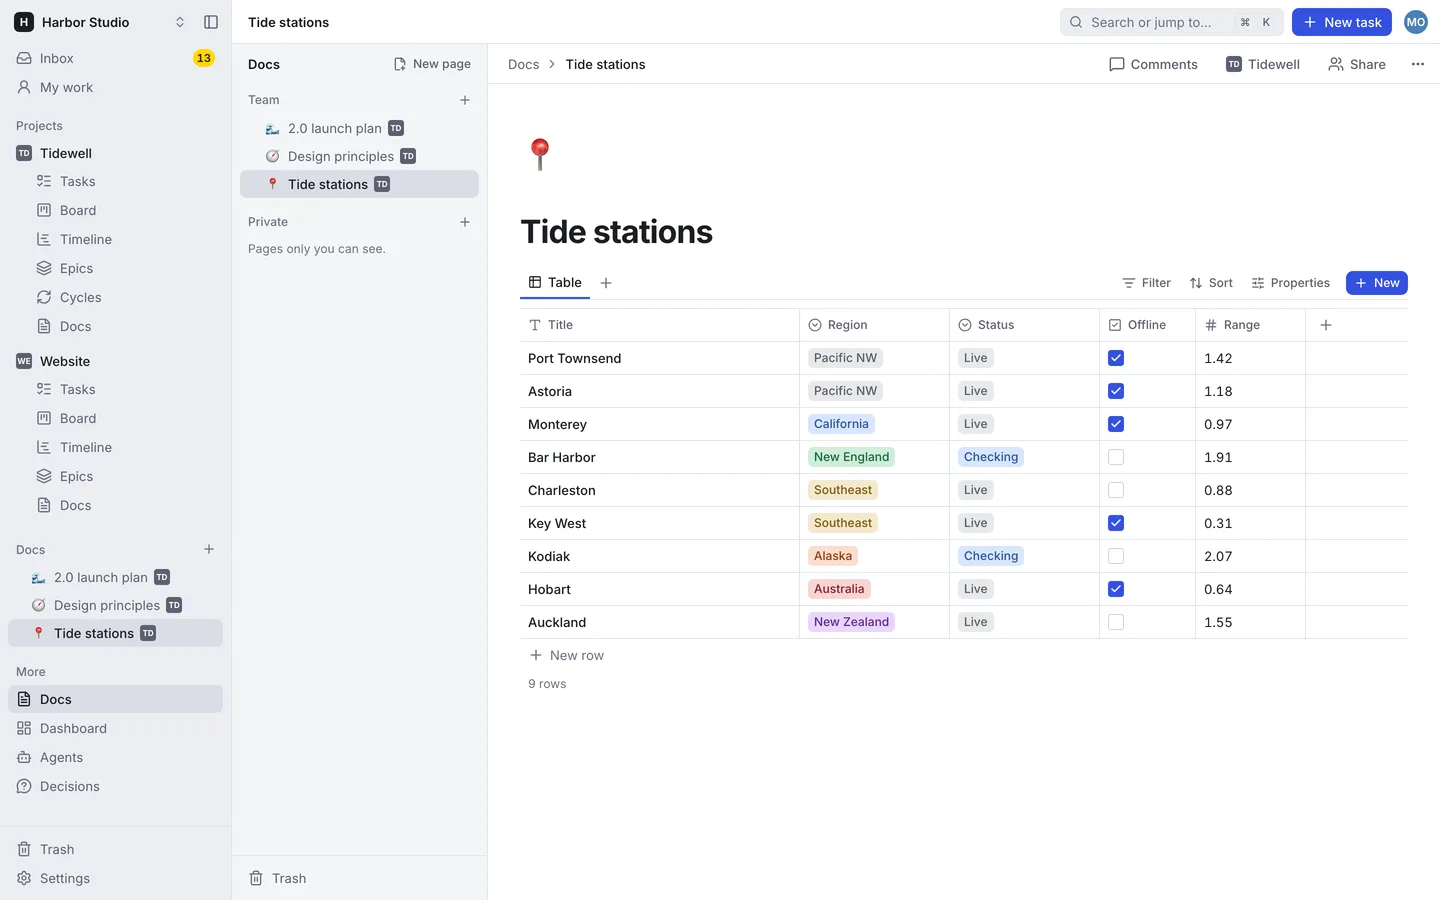 H Harbor Studio
Inbox 13
My work
Projects
TD Tidewell
Tasks
Board
Timeline
Epics
Cycles
Docs
WE Website
Tasks
Board
Timeline
Epics
Docs
Docs
2.0 launch plan TD
Design principles TD
Tide stations TD
More
Docs
Dashboard
Agents
Decisions
Trash
Settings
Tide stations
Search or jump to... ⌘ K
New task
MO
Docs
New page
Team
2.0 launch plan TD
Design principles TD
Tide stations TD
Private
Pages only you can see.
Trash
Docs > Tide stations
Comments
TD Tidewell
Share
Tide stations
Table
Filter
Sort
Properties
New
Title Region Status Offline Range
Port Townsend Pacific NW Live 1.42
Astoria Pacific NW Live 1.18
Monterey California Live 0.97
Bar Harbor New England Checking 1.91
Charleston Southeast Live 0.88
Key West Southeast Live 0.31
Kodiak Alaska Checking 2.07
Hobart Australia Live 0.64
Auckland New Zealand Live 1.55
New row
9 rows